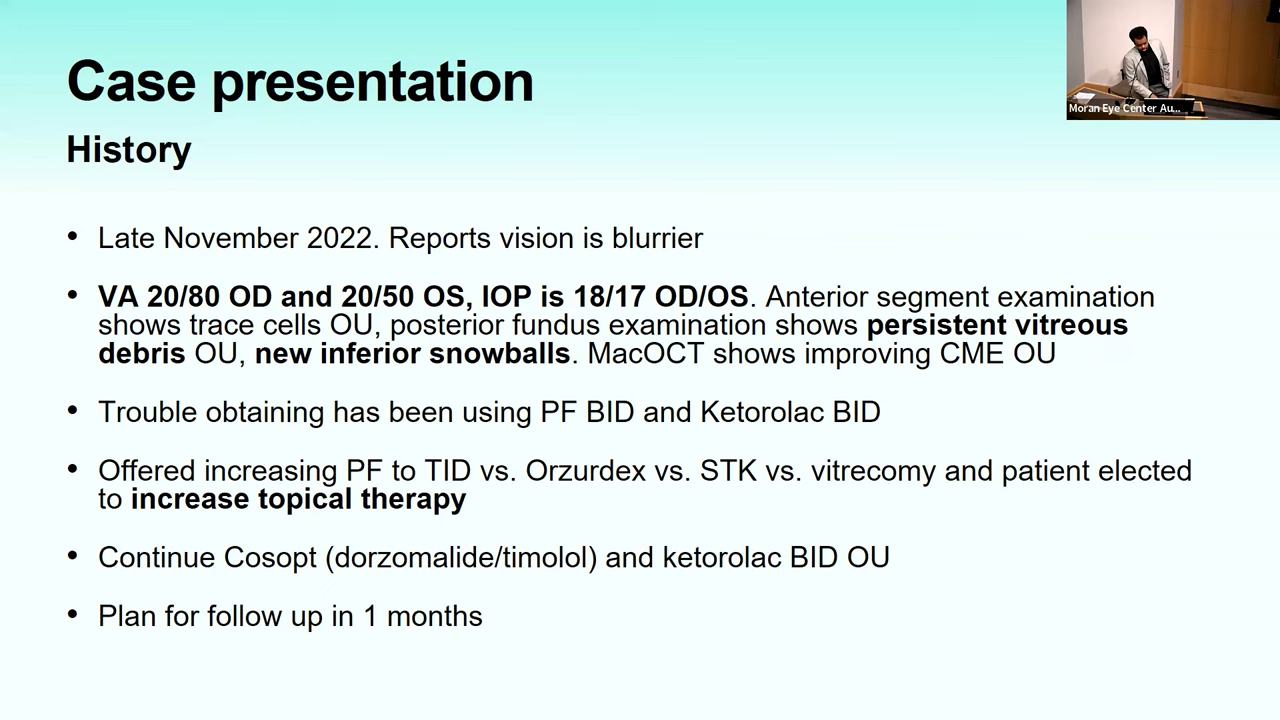 Case presentation
Moran Eye Center Au...
History
• Late November 2022. Reports vision is blurrier
• VA 20/80 OD and 20/50 OS, IOP is 18/17 OD/OS. Anterior segment examination
shows trace cells OU, posterior fundus examination shows persistent vitreous
debris OU, new inferior snowballs. MacOCT shows improving CME OU
• Trouble obtaining has been using PF BID and Ketorolac BID
• Offered increasing PF to TID vs. Orzurdex vs. STK vs. vitrecomy and patient elected
to increase topical therapy
• Continue Cosopt (dorzomalide/timolol) and ketorolac BID OU
• Plan for follow up in 1 months